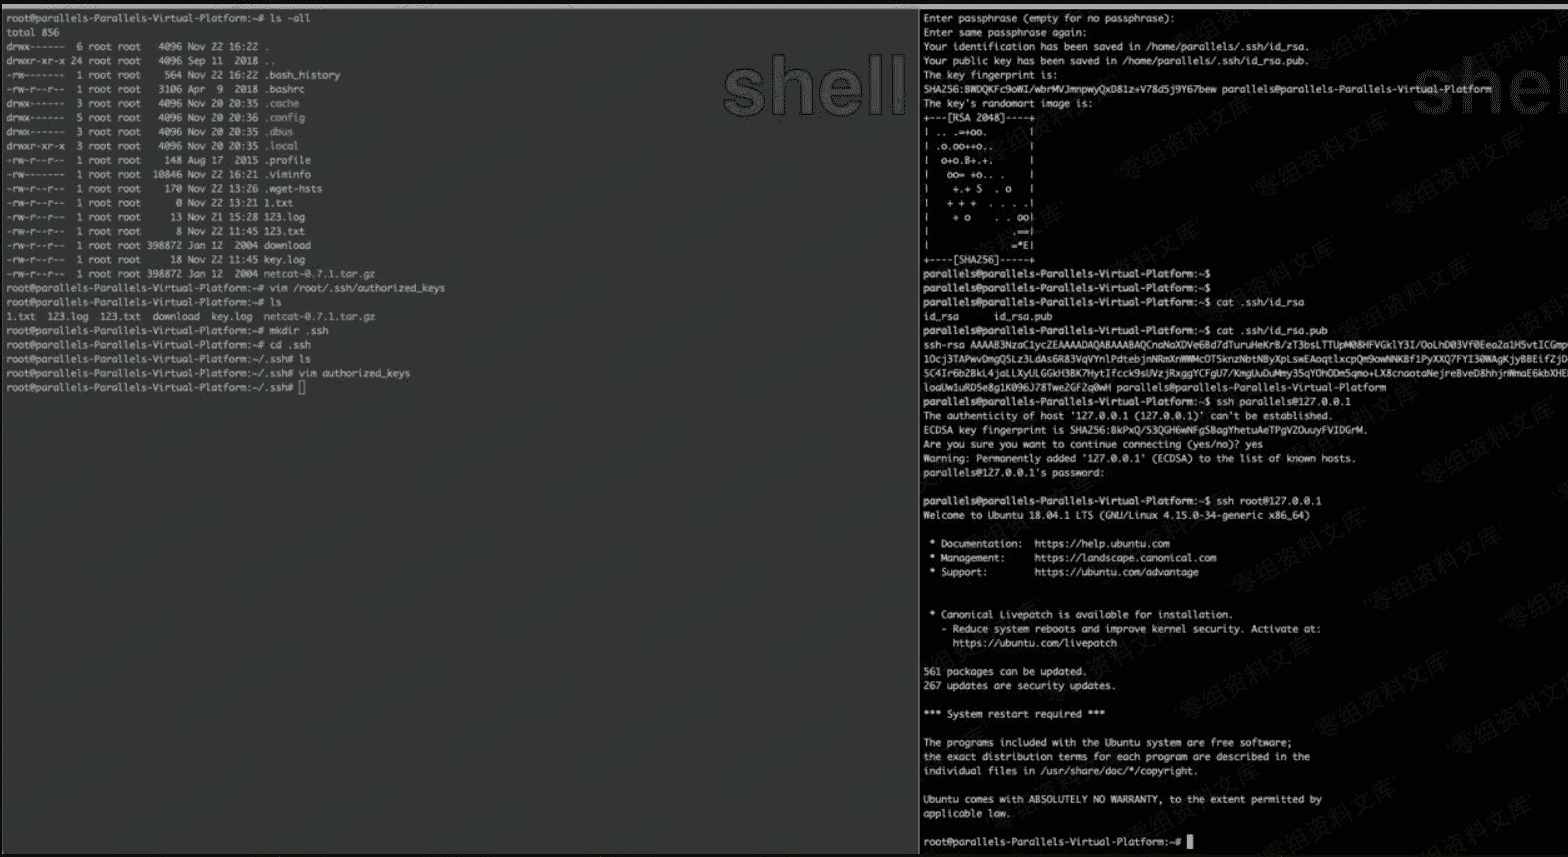 root@parallels-Parallels-Virtual-Platform:~# ls -all
total 856
drwx------ 6 root root 4096 Nov 22 16:22 .
drwxr-xr-x 24 root root 4096 Sep 11 2018 ..
-rw------- 1 root root 564 Nov 22 16:22 .bash_history
-rw-r--r-- 1 root root 3106 Apr 9 2018 .bashrc
drwx------ 3 root root 4096 Nov 20 20:35 .cache
drwx------ 5 root root 4096 Nov 20 20:36 .config
drwx------ 3 root root 4096 Nov 20 20:35 .dbus
drwxr-xr-x 3 root root 4096 Nov 20 20:35 .local
-rw-r--r-- 1 root root 148 Aug 17 2015 .profile
-rw------- 1 root root 10846 Nov 22 16:21 .viminfo
-rw-r--r-- 1 root root 170 Nov 22 13:26 .wget-hsts
-rw-r--r-- 1 root root 0 Nov 22 13:21 1.txt
-rw-r--r-- 1 root root 13 Nov 21 15:28 123.log
-rw-r--r-- 1 root root 8 Nov 22 11:45 123.txt
-rw-r--r-- 1 root root 398872 Jan 12 2004 download
-rw-r--r-- 1 root root 18 Nov 22 11:45 key.log
-rw-r--r-- 1 root root 398872 Jan 12 2004 netcat-0.7.1.tar.gz
root@parallels-Parallels-Virtual-Platform:~# vim /root/.ssh/authorized_keys
root@parallels-Parallels-Virtual-Platform:~# ls
1.txt 123.log 123.txt download key.log netcat-0.7.1.tar.gz
root@parallels-Parallels-Virtual-Platform:~# mkdir .ssh
root@parallels-Parallels-Virtual-Platform:~# cd .ssh
root@parallels-Parallels-Virtual-Platform:~/.ssh# ls
root@parallels-Parallels-Virtual-Platform:~/.ssh# vim authorized_keys
root@parallels-Parallels-Virtual-Platform:~/.ssh#
shell
Enter passphrase (empty for no passphrase):
Enter same passphrase again:
Your identification has been saved in /home/parallels/.ssh/id_rsa.
Your public key has been saved in /home/parallels/.ssh/id_rsa.pub.
The key fingerprint is:
SHA256:BWDQKFc9oWI/wbrMVJmnpwyQxD81z+V78d5j9Y67bew parallels@parallels-Parallels-Virtual-Platform
The key's randomart image is:
+---[RSA 2048]----+
| .. .=+oo. |
| .o.oo++o.. |
| o+o.B+.+. |
| oo= +o.. . |
| +.+ S . o |
| + + + . . . .|
| + o . . oo|
| .==|
| =*E|
+----[SHA256]-----+
parallels@parallels-Parallels-Virtual-Platform:~$
parallels@parallels-Parallels-Virtual-Platform:~$
parallels@parallels-Parallels-Virtual-Platform:~$ cat .ssh/id_rsa
id_rsa id_rsa.pub
parallels@parallels-Parallels-Virtual-Platform:~$ cat .ssh/id_rsa.pub
ssh-rsa
parallels@parallels-Parallels-Virtual-Platform
parallels@parallels-Parallels-Virtual-Platform:~$ ssh parallels@127.0.0.1
The authenticity of host '127.0.0.1 (127.0.0.1)' can't be established.
ECDSA key fingerprint is SHA256:BkPxQ/53QGH6wNFgSBagYhetuAeTPgV2OuuyFVIDGrM.
Are you sure you want to continue connecting (yes/no)? yes
Warning: Permanently added '127.0.0.1' (ECDSA) to the list of known hosts.
parallels@127.0.0.1's password:
parallels@parallels-Parallels-Virtual-Platform:~$ ssh root@127.0.0.1
Welcome to Ubuntu 18.04.1 LTS (GNU/Linux 4.15.0-34-generic x86_64)
* Documentation: https://help.ubuntu.com
* Management: https://landscape.canonical.com
* Support: https://ubuntu.com/advantage
* Canonical Livepatch is available for installation.
- Reduce system reboots and improve kernel security. Activate at:
https://ubuntu.com/livepatch
561 packages can be updated.
267 updates are security updates.
*** System restart required ***
The programs included with the Ubuntu system are free software;
the exact distribution terms for each program are described in the
individual files in /usr/share/doc/*/copyright.
Ubuntu comes with ABSOLUTELY NO WARRANTY, to the extent permitted by
applicable law.
root@parallels-Parallels-Virtual-Platform:~#
shell
'零组资料文库'